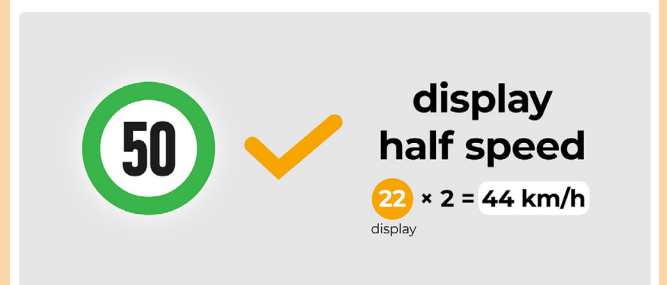 50
display
half speed
22 × 2 = 44 km/h
display